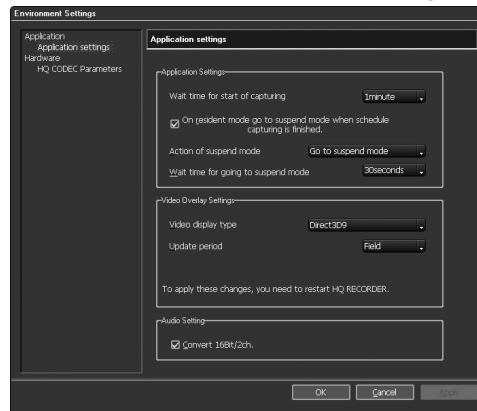 Environment Settings
Application
Application settings
Hardware
HQ CODEC Parameters
Application settings
Application Settings
Wait time for start of capturing
1minute
On resident mode go to suspend mode when schedule
capturing is finished.
Action of suspend mode
Go to suspend mode
Wait time for going to suspend mode
30seconds
Video Overlay Settings
Video display type
Direct3D9
Update period
Field
To apply these changes, you need to restart HQ RECORDER.
Audio Setting
Convert 16Bit/2ch.
OK
Cancel
Apply